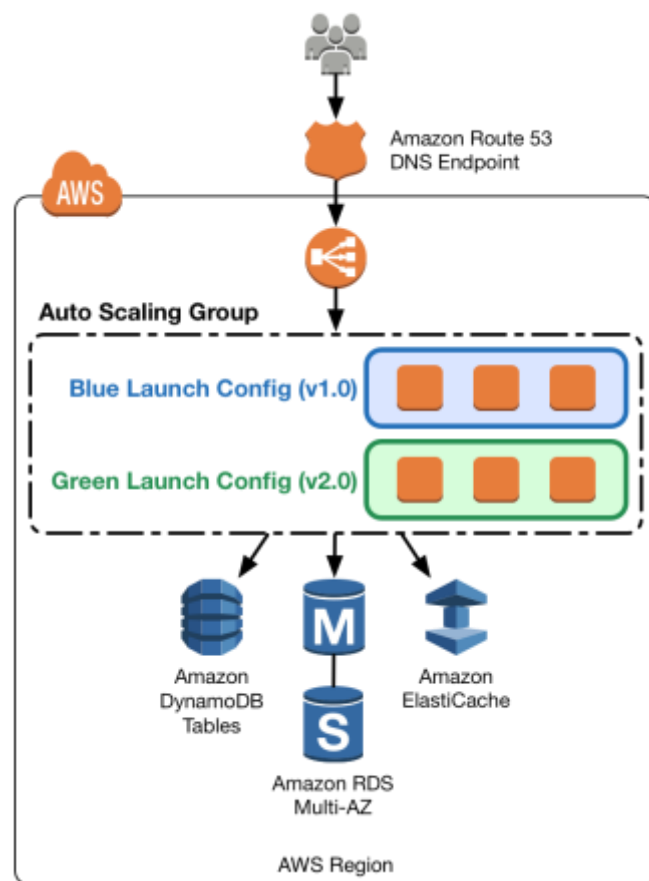 Amazon Route 53
DNS Endpoint
AWS
Auto Scaling Group
Blue Launch Config (v1.0)
Green Launch Config (v2.0)
M
Amazon
DynamoDB
Tables
Amazon
ElastiCache
S
Amazon RDS
Multi-AZ
AWS Region